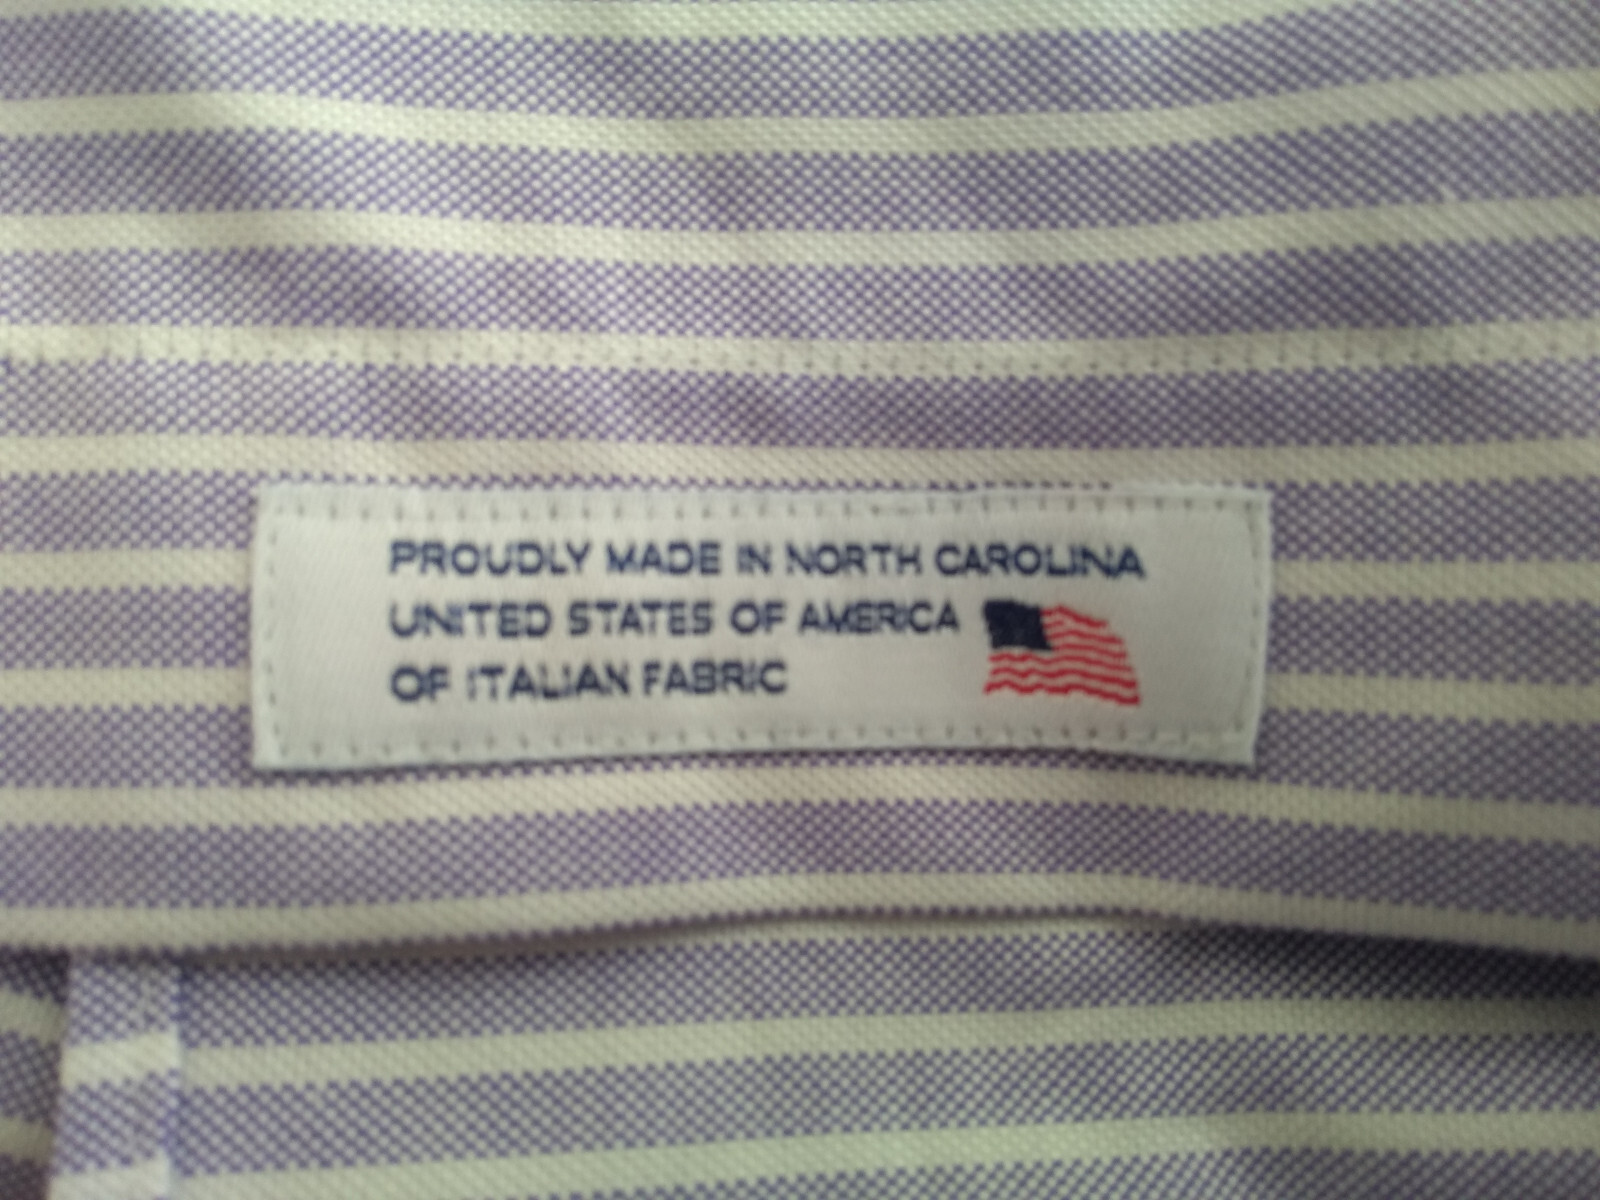 PROUDLY MADE IN NORTH CAROLINA
UNITED STATES OF AMERICA
OF ITALIAN FABRIC